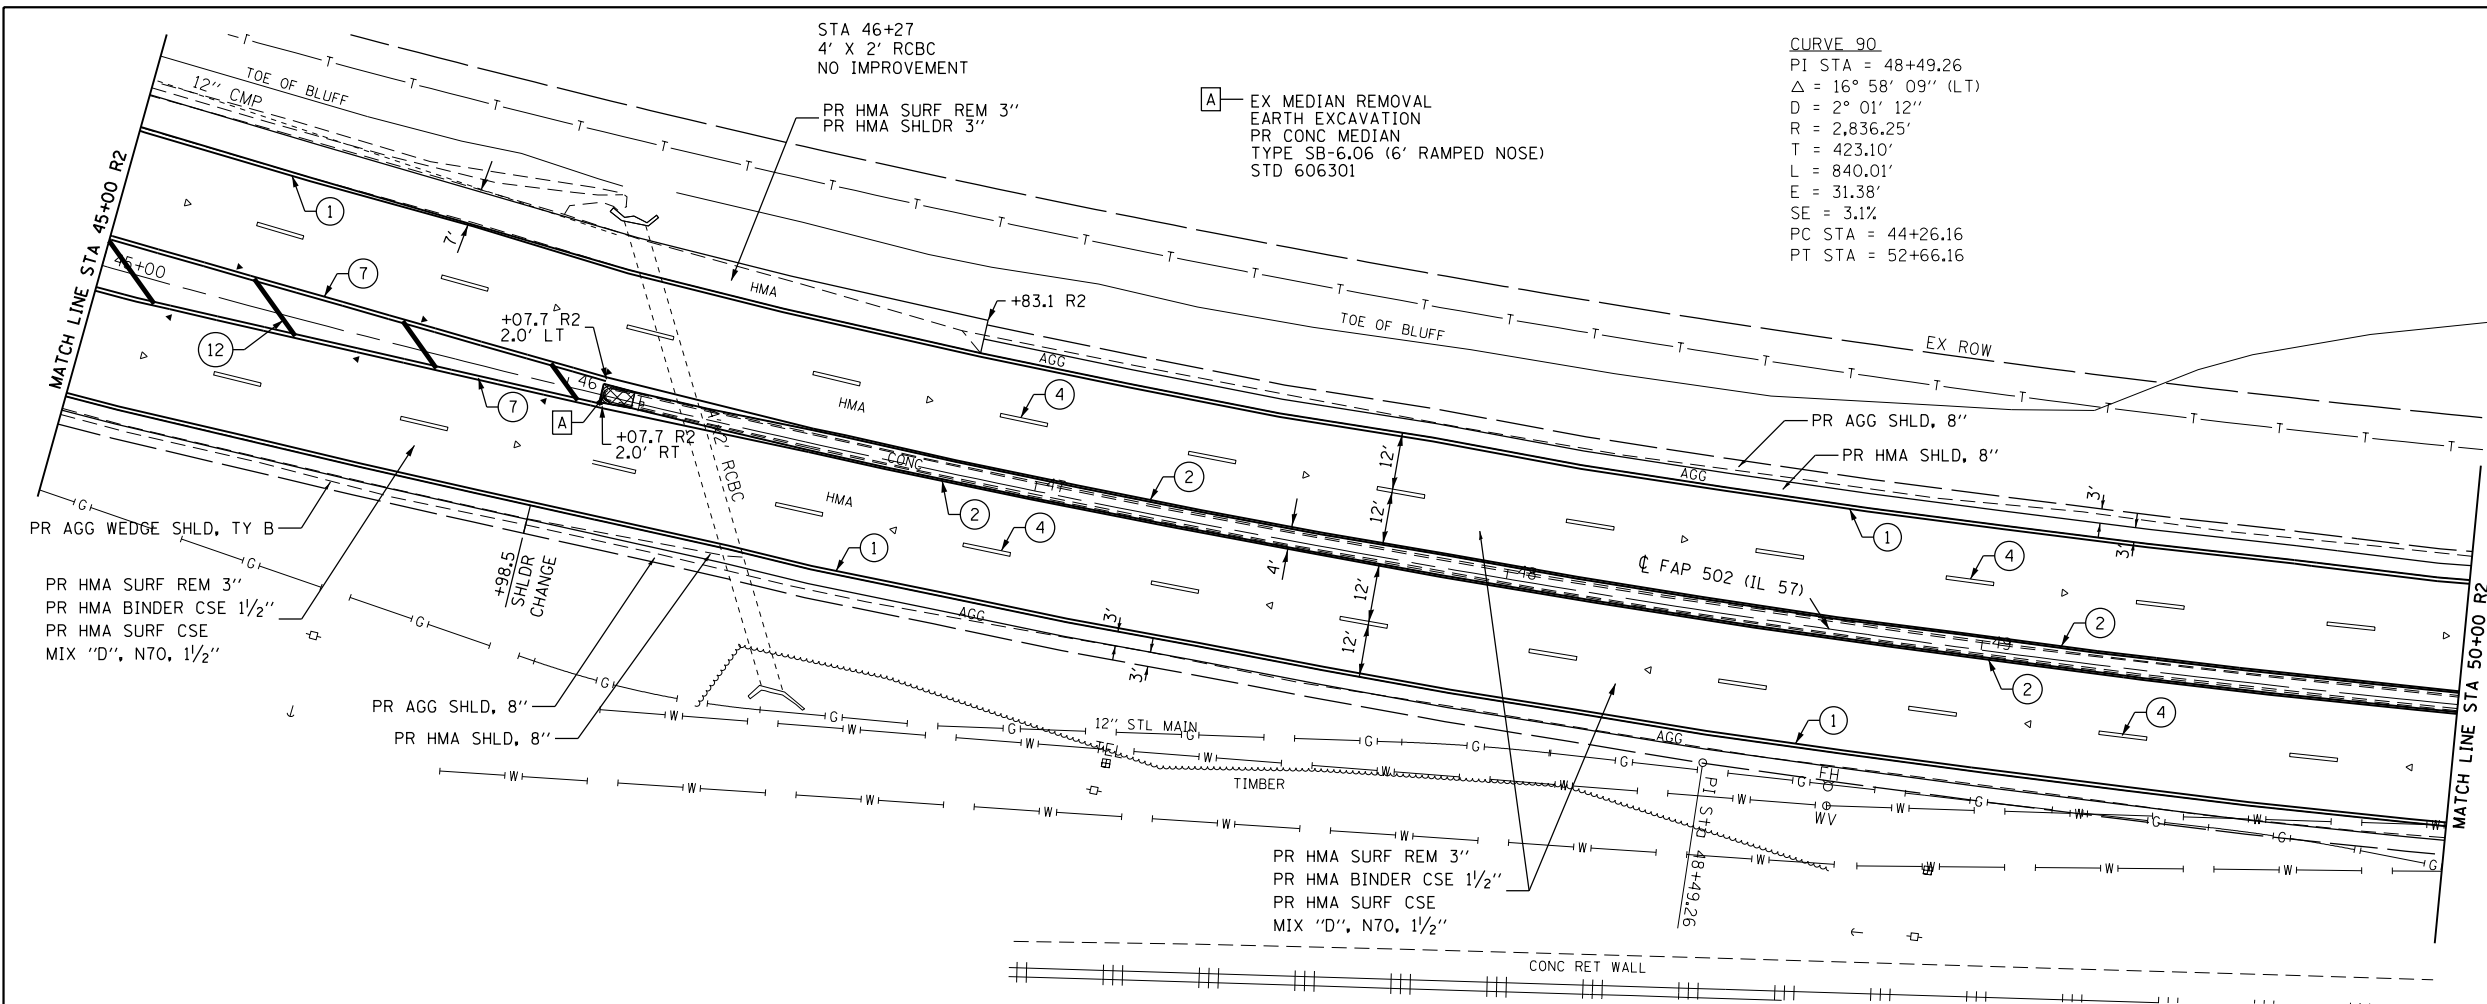 STA 46+27
4' X 2' RCBC
NO IMPROVEMENT
PR HMA SURF REM 3''
PR HMA SHLDR 3''
A
EX MEDIAN REMOVAL
EARTH EXCAVATION
PR CONC MEDIAN
TYPE SB-6.06 (6' RAMPED NOSE)
STD 606301
CURVE 90
PI STA = 48+49.26
△ = 16° 58' 09'' (LT)
D = 2° 01' 12''
R = 2,836.25'
T = 423.10'
L = 840.01'
E = 31.38'
SE = 3.1%
PC STA = 44+26.16
PT STA = 52+66.16
TOE OF BLUFF
12'' CMP
MATCH LINE STA 45+00 R2
45+00
1
7'
7
12
7
+07.7 R2
2.0' LT
46
A
+07.7 R2
2.0' RT
HMA
+83.1 R2
AGG
TOE OF BLUFF
EX ROW
HMA
4
PR AGG SHLD, 8''
PR HMA SHLD, 8''
AGG
CONC
2' RCBC
HMA
47
2
2
12'
12'
4'
12'
12'
4
1
1
3'
3'
48
℄ FAP 502 (IL 57)
4
2
49
2
4
MATCH LINE STA 50+00 R2
PR AGG WEDGE SHLD, TY B
PR HMA SURF REM 3''
PR HMA BINDER CSE 1½''
PR HMA SURF CSE
MIX ''D'', N70, 1½''
+98.5
SHLDR
CHANGE
PR AGG SHLD, 8''
PR HMA SHLD, 8''
AGG
3'
3'
12'' STL MAIN
TEL
TIMBER
AGG
1
FH
WV
PI STA 48+49.26
PR HMA SURF REM 3''
PR HMA BINDER CSE 1½''
PR HMA SURF CSE
MIX ''D'', N70, 1½''
CONC RET WALL